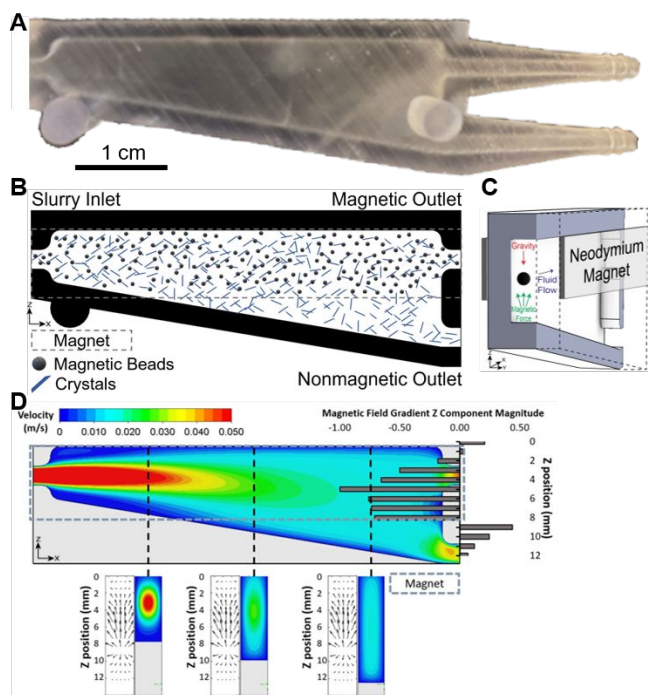 A
1 cm
B
Slurry Inlet
Magnetic Outlet
z
x
Magnet
Magnetic Beads
Crystals
Nonmagnetic Outlet
C
Gravity
Fluid
Flow
Magnetic
Force
Neodymium
Magnet
Z
X
Y
D
Velocity
(m/s)
0 0.010 0.020 0.030 0.040 0.050
Magnetic Field Gradient Z Component Magnitude
-1.00 -0.50 0.00 0.50
0
2
4
6
8
10
12
Z position (mm)
z
x
Magnet
Z position (mm)
0
2
4
6
8
10
12
Z position (mm)
0
2
4
6
8
10
12
Z position (mm)
0
2
4
6
8
10
12